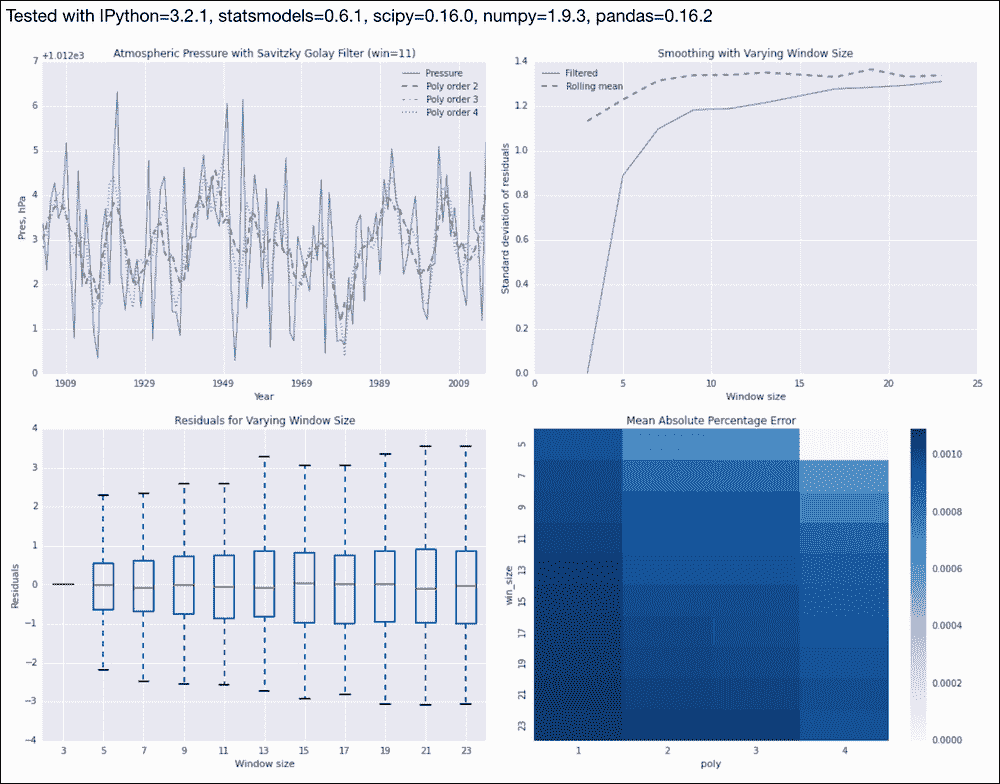 Tested with IPython=3.2.1, statsmodels=0.6.1, scipy=0.16.0, numpy=1.9.3, pandas=0.16.2
Atmospheric Pressure with Savitzky Golay Filter (win=11)
+1.012e3
7
6
5
4
3
2
1
0
Pres, hPa
Pressure
Poly order 2
Poly order 3
Poly order 4
1909 1929 1949 1969 1989 2009
Year
Smoothing with Varying Window Size
1.4
1.2
1.0
0.8
0.6
0.4
0.2
0.0
Standard deviation of residuals
Filtered
Rolling mean
0 5 10 15 20 25
Window size
Residuals for Varying Window Size
4
3
2
1
0
−1
−2
−3
−4
Residuals
3 5 7 9 11 13 15 17 19 21 23
Window size
Mean Absolute Percentage Error
5
7
9
11
13
15
17
19
21
23
win_size
1 2 3 4
poly
0.0010
0.0008
0.0006
0.0004
0.0002
0.0000